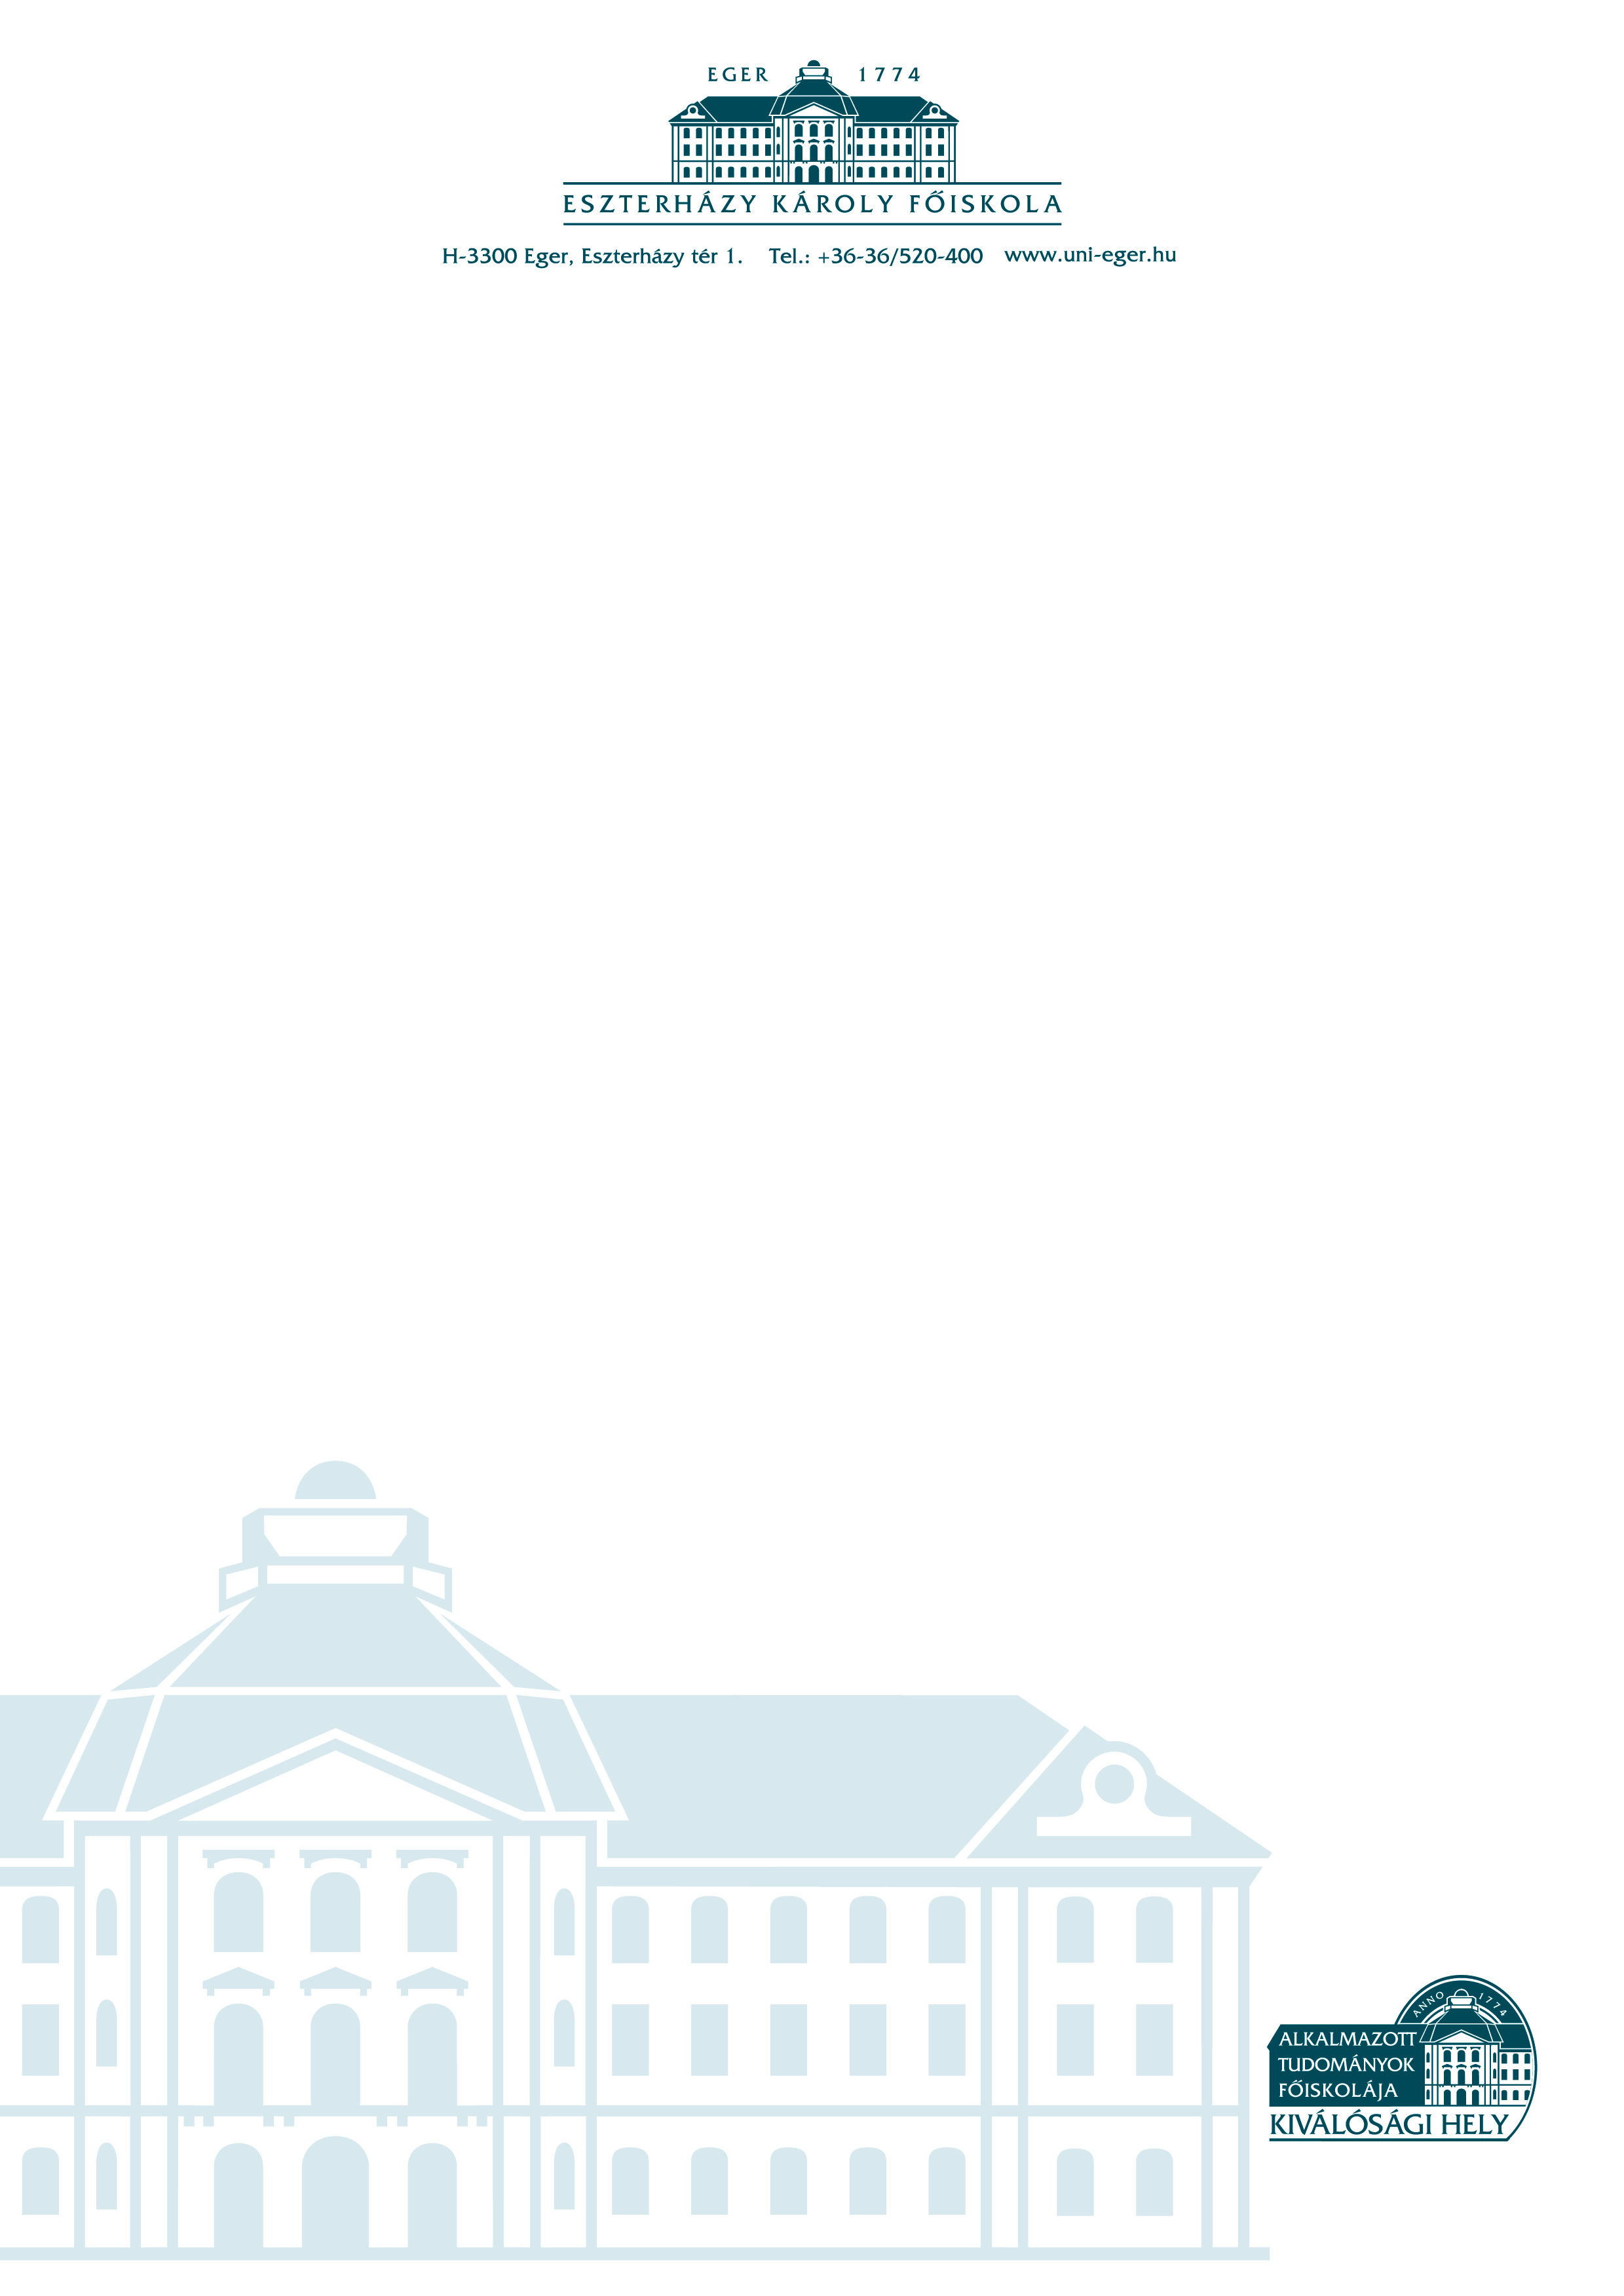 EGER 1774
ESZTERHÁZY KÁROLY FŐISKOLA
H-3300 Eger, Eszterházy tér 1. Tel.: +36-36/520-400 www.uni-eger.hu
ANNO 1774
ALKALMAZOTT
TUDOMÁNYOK
FŐISKOLÁJA
KIVÁLÓSÁGI HELY